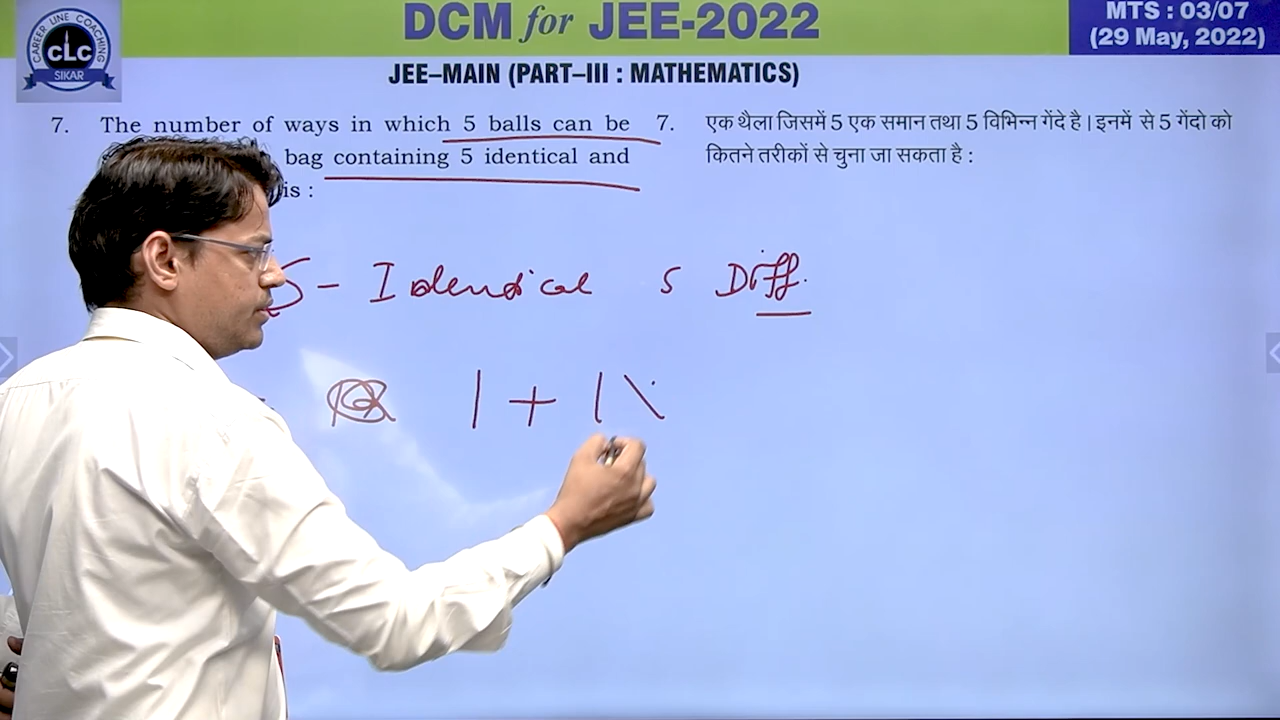 DCM for JEE-2022
MTS : 03/07
(29 May, 2022)
CAREER LINE COACHING
CLC
SIKAR
JEE–MAIN (PART–III : MATHEMATICS)
7. The number of ways in which 5 balls can be
bag containing 5 identical and
is :
7. एक थैला जिसमें 5 एक समान तथा 5 विभिन्न गेंदे है। इनमें से 5 गेंदो को
कितने तरीकों से चुना जा सकता है :
5 - Identical 5 Diff.
1 + 1